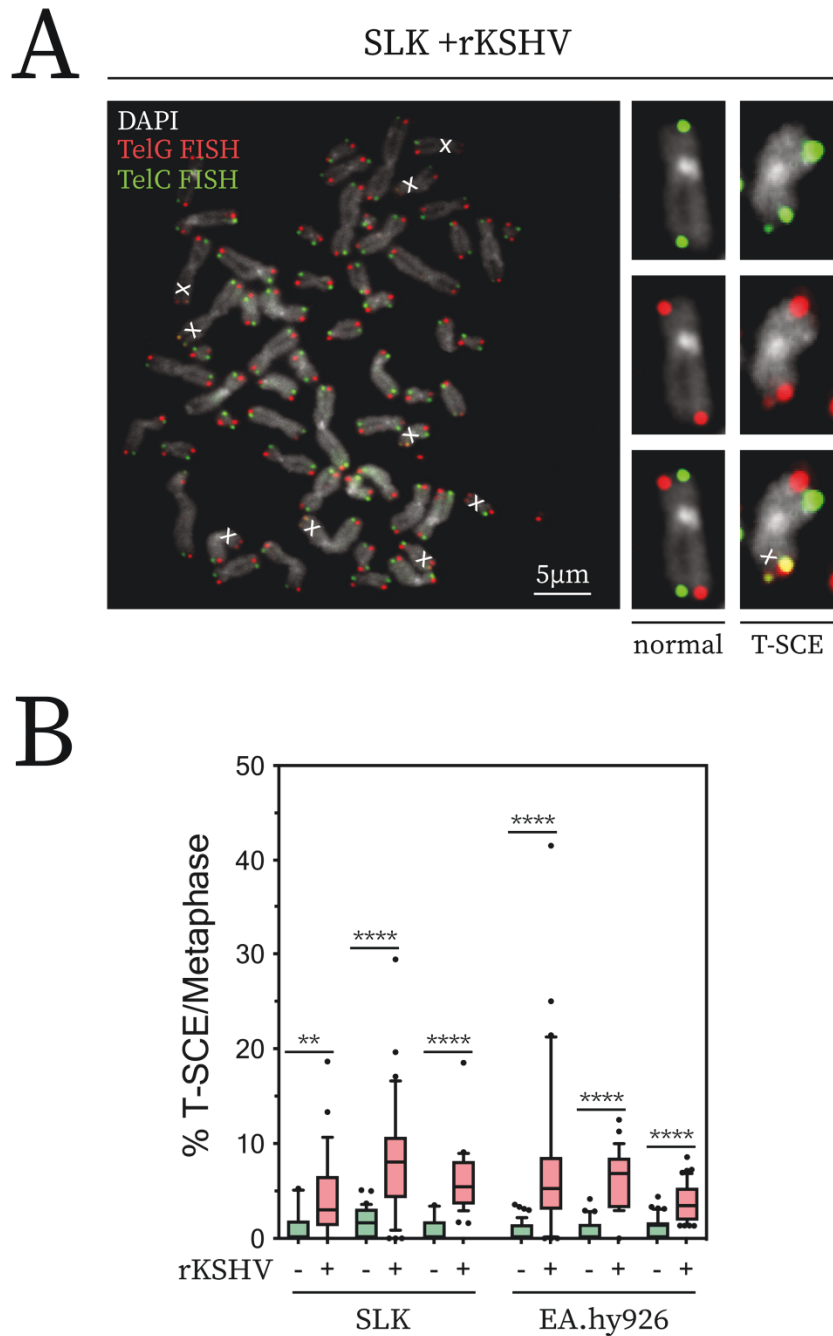 A
SLK +rKSHV
DAPI
TelG FISH
TelC FISH
x
x
x
x
x
x
x
x
x
x
5μm
normal
T-SCE
B
% T-SCE/Metaphase
50
40
30
20
10
0
****
****
**
****
****
****
rKSHV - + - + - + - + - + - +
SLK
EA.hy926